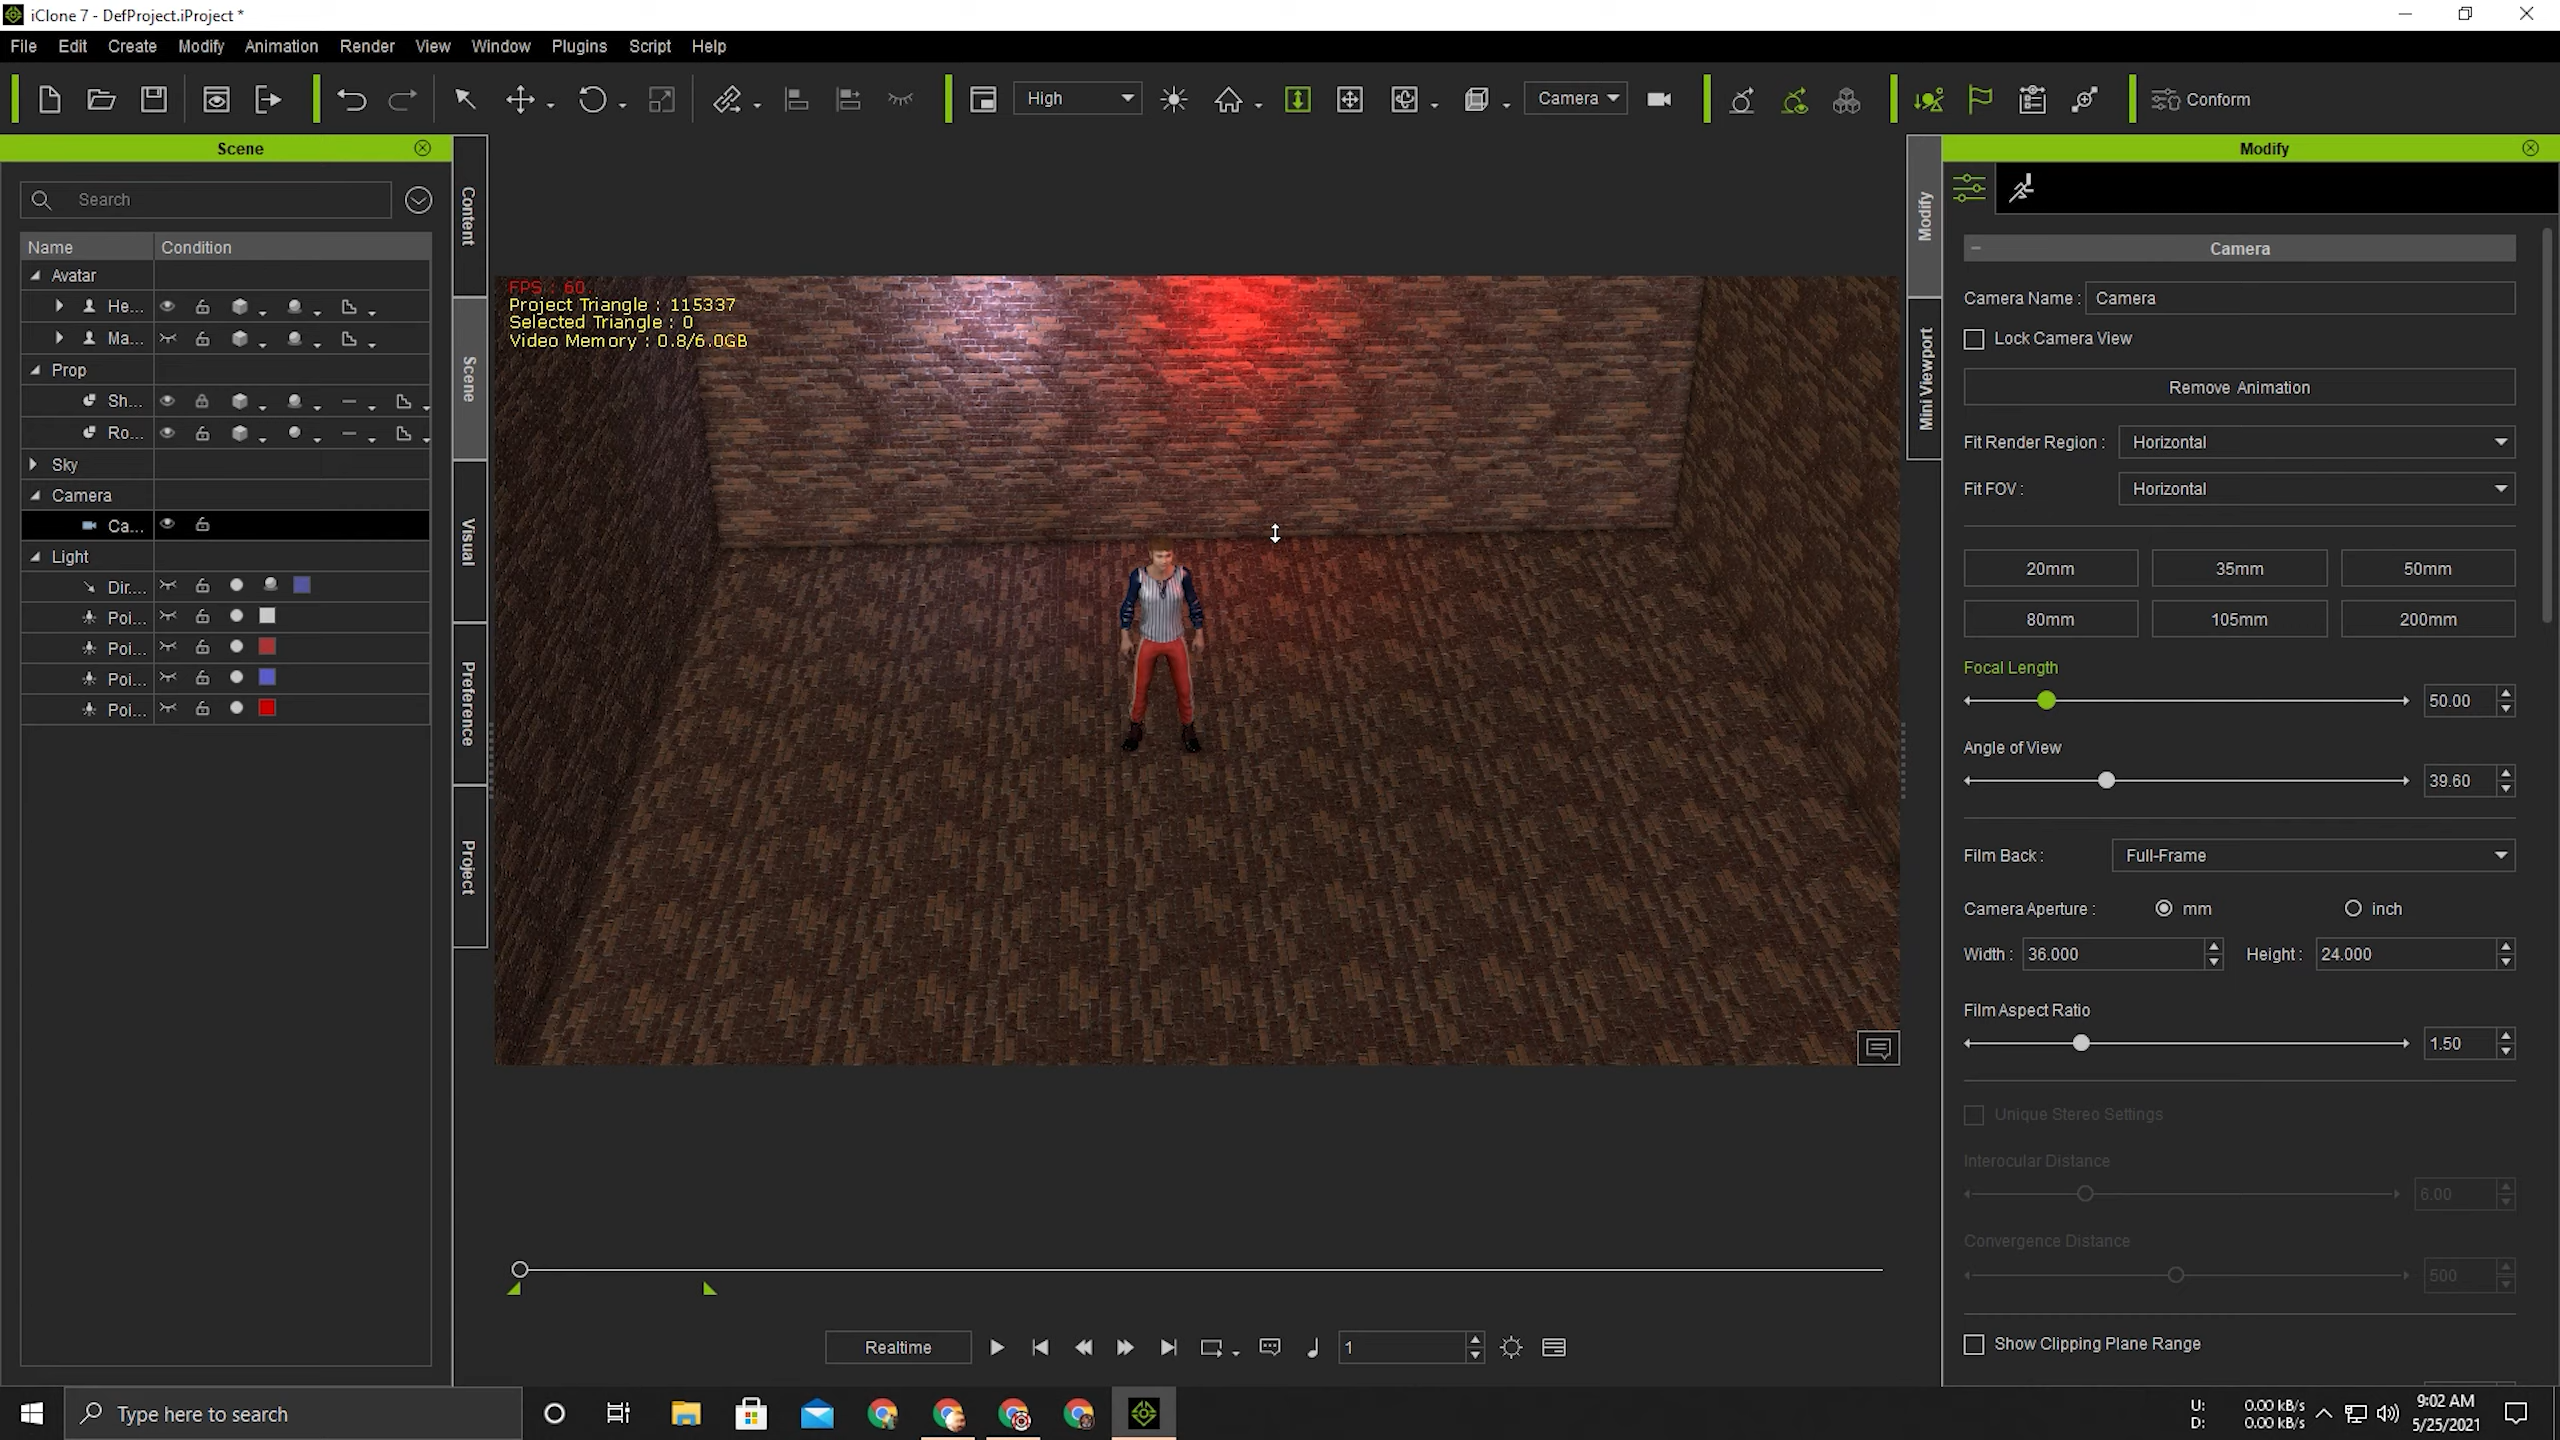 iClone 7 - DefProject.iProject *
File Edit Create Modify Animation Render View Window Plugins Script Help
High Camera Conform
Scene
Search
Name Condition
Avatar
He...
Ma...
Prop
Sh...
Ro...
Sky
Camera
Ca...
Light
Dir....
Poi...
Poi...
Poi...
Poi...
Content
Scene
Visual
Preference
Project
FPS : 60.
Project Triangle : 115337
Selected Triangle : 0
Video Memory : 0.8/6.0GB
Realtime 1
Modify
Mini Viewport
Modify
Camera
Camera Name : Camera
Lock Camera View
Remove Animation
Fit Render Region : Horizontal
Fit FOV : Horizontal
20mm 35mm 50mm
80mm 105mm 200mm
Focal Length
50.00
Angle of View
39.60
Film Back : Full-Frame
Camera Aperture : mm inch
Width : 36.000 Height : 24.000
Film Aspect Ratio
1.50
Unique Stereo Settings
Interocular Distance
6.00
Convergence Distance
500
Show Clipping Plane Range
Type here to search
U: 0.00 kB/s
D: 0.00 kB/s
9:02 AM
5/25/2021